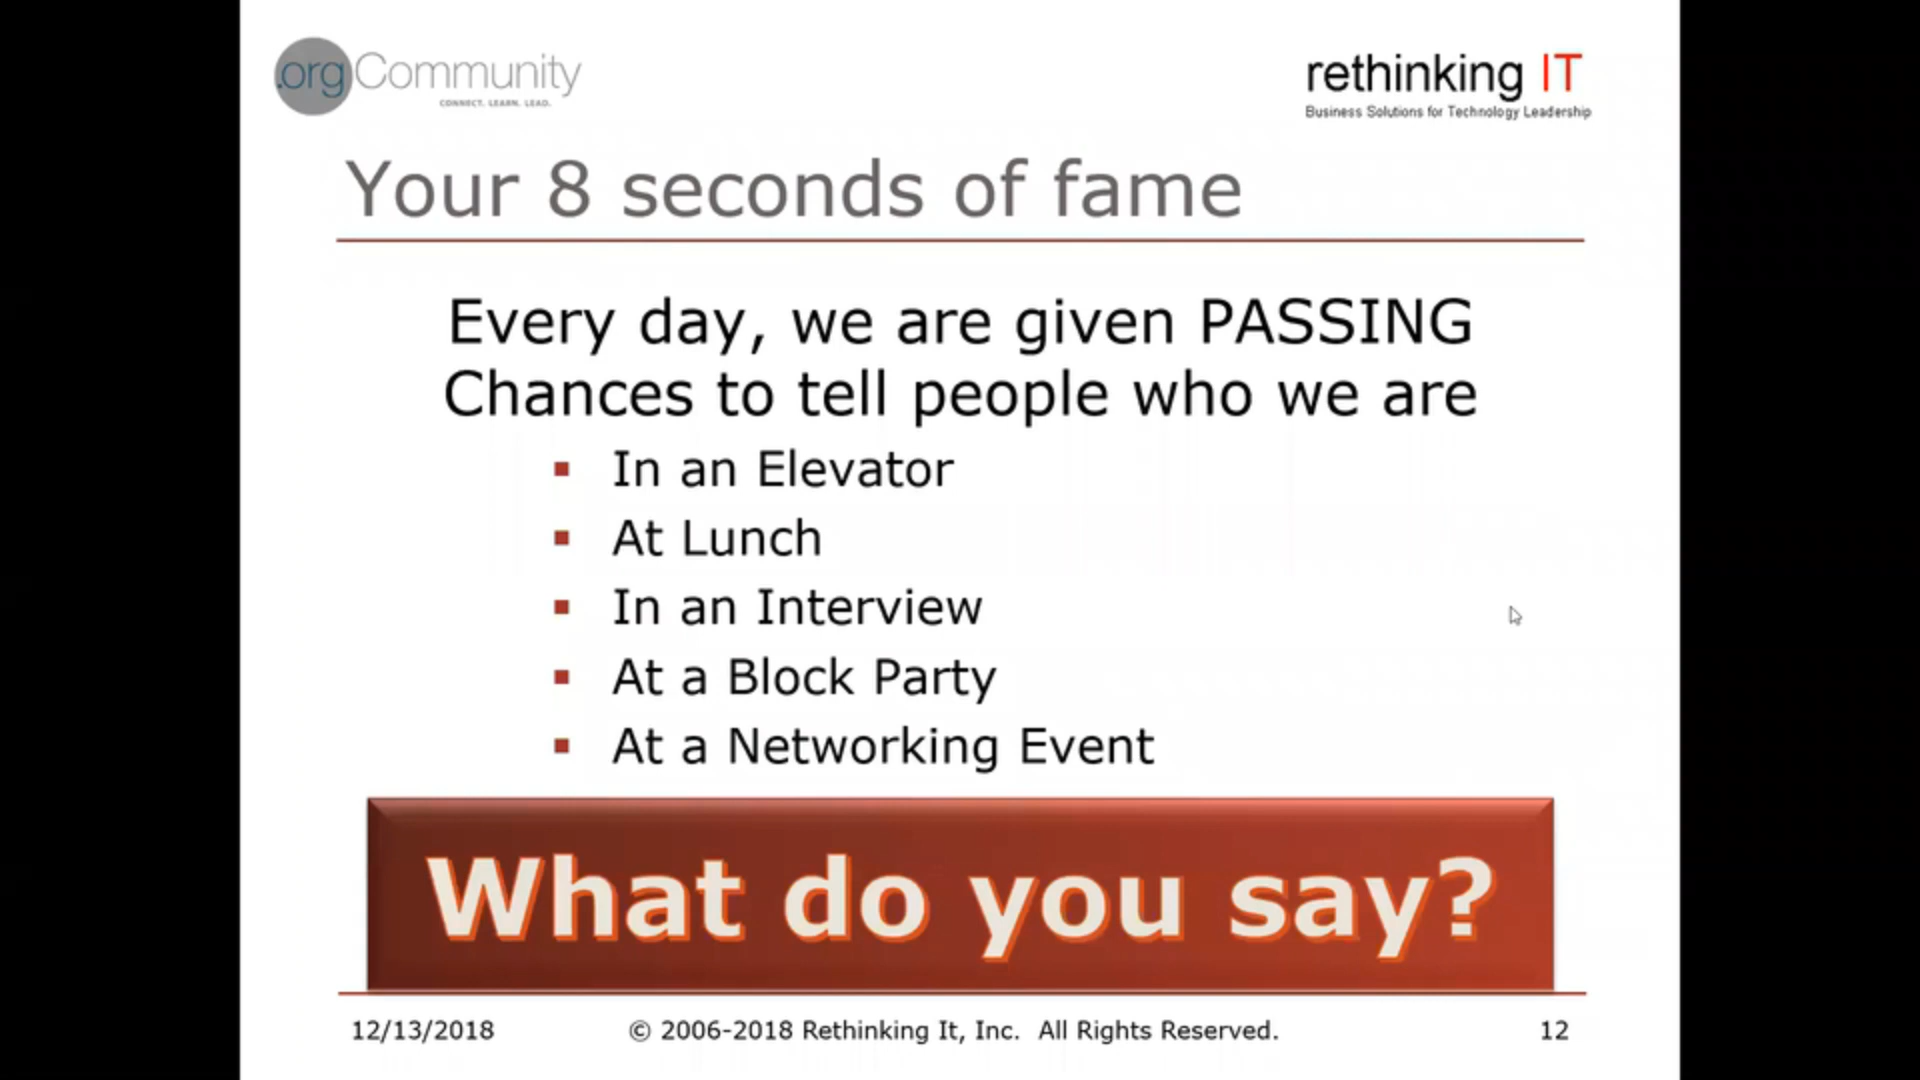 .orgCommunity
CONNECT. LEARN. LEAD.
rethinking IT
Business Solutions for Technology Leadership
Your 8 seconds of fame
Every day, we are given PASSING
Chances to tell people who we are
▪ In an Elevator
▪ At Lunch
▪ In an Interview
▪ At a Block Party
▪ At a Networking Event
What do you say?
12/13/2018 © 2006-2018 Rethinking It, Inc. All Rights Reserved. 12